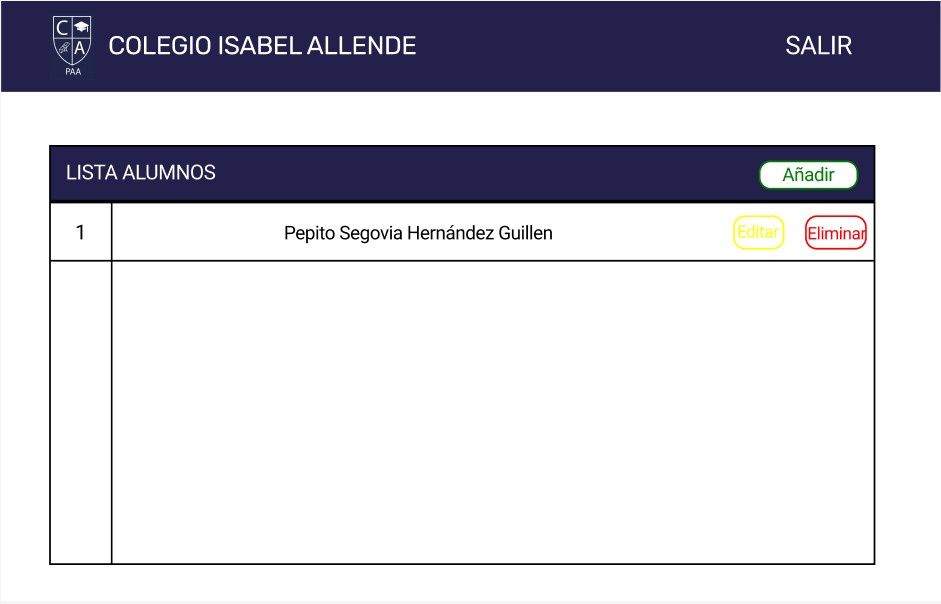 C
A
PAA
COLEGIO ISABEL ALLENDE
SALIR
LISTA ALUMNOS
Añadir
1
Pepito Segovia Hernández Guillen
Editar
Eliminar